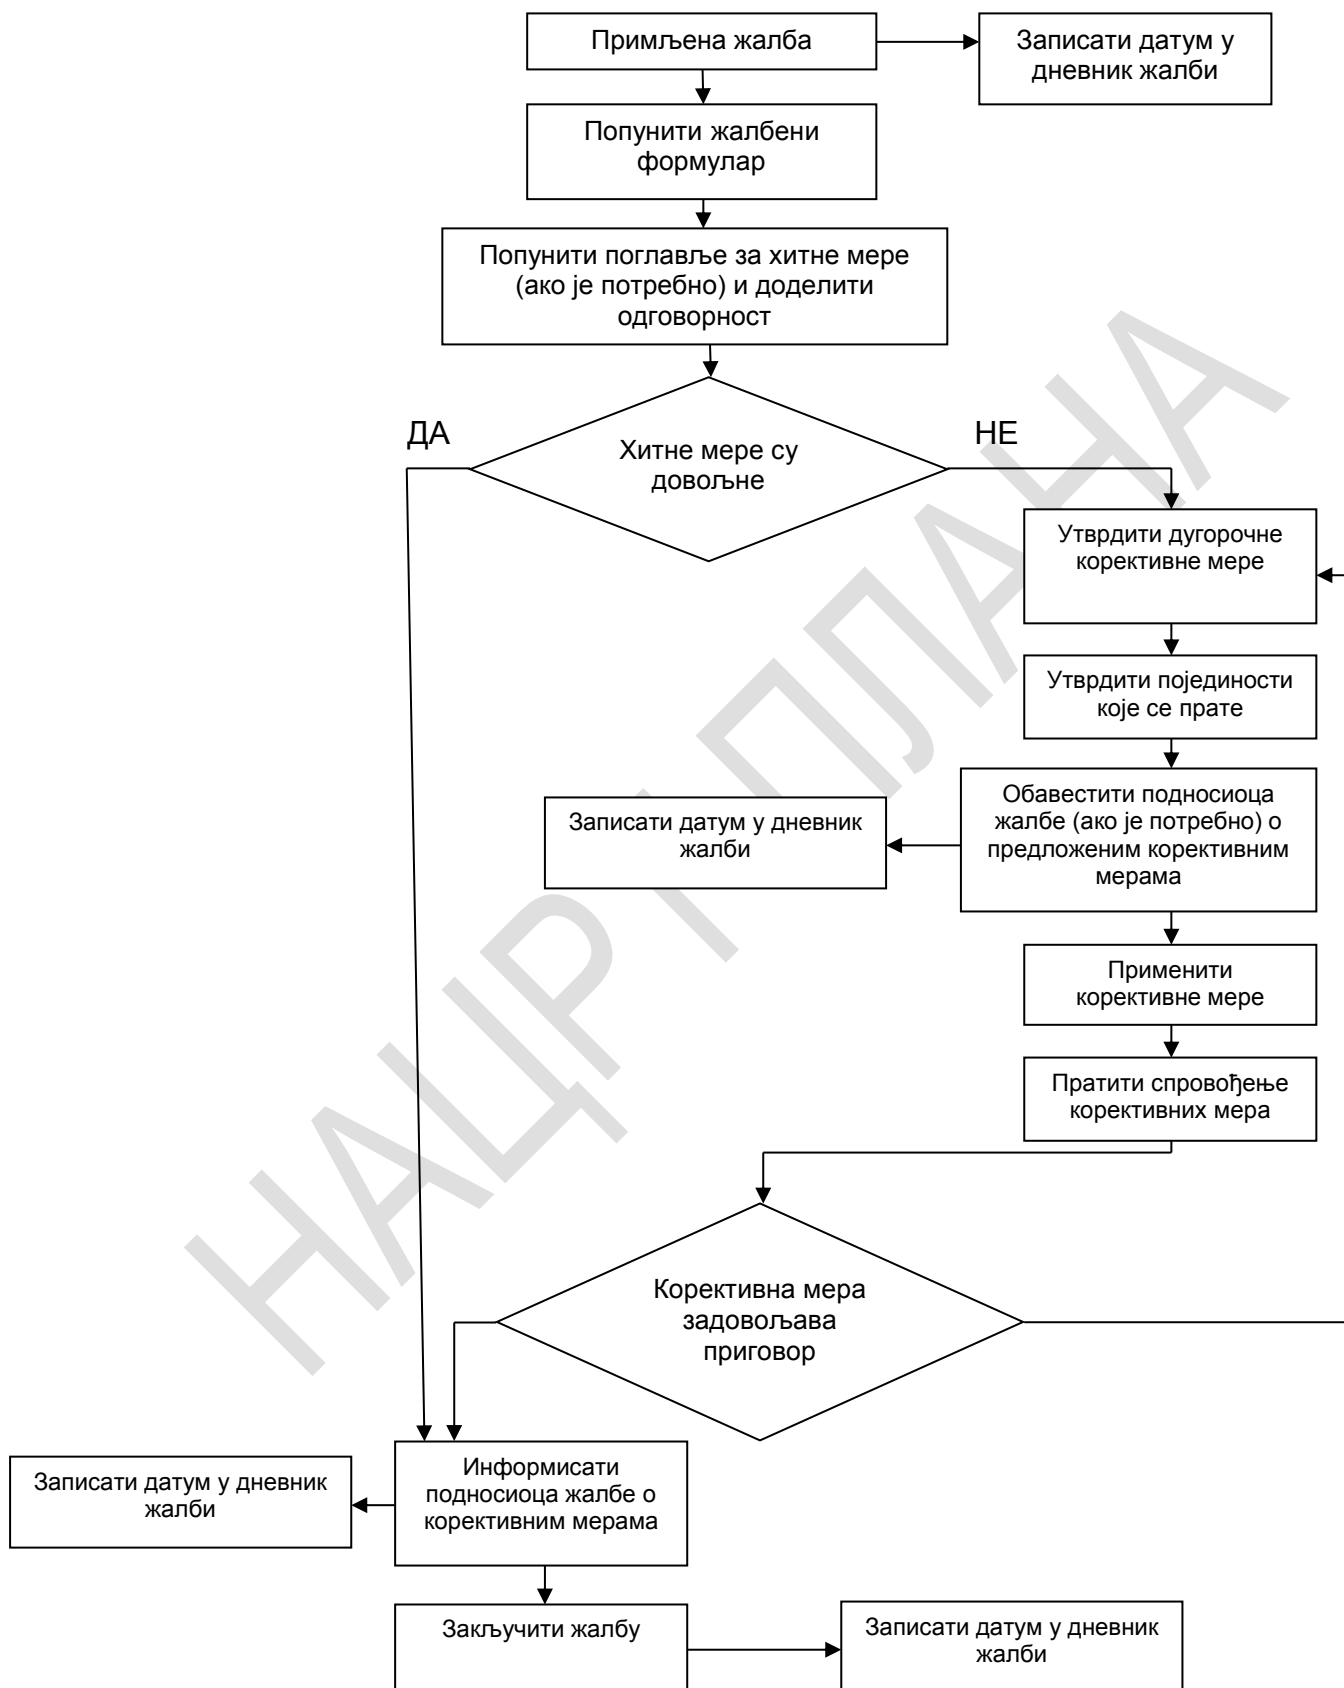 Примљена жалба
Записати датум у
дневник жалби
Попунити жалбени
формулар
Попунити поглавље за хитне мере
(ако је потребно) и доделити
одговорност
ДА
НЕ
Хитне мере су
довољне
Утврдити дугорочне
корективне мере
Утврдити појединости
које се прате
Обавестити подносиоца
жалбе (ако је потребно) о
предложеним корективним
мерама
Записати датум у дневник
жалби
Применити
корективне мере
Пратити спровођење
корективних мера
Корективна мера
задовољава
приговор
Информисати
подносиоца жалбе о
корективним мерама
Записати датум у дневник
жалби
Закључити жалбу
Записати датум у дневник
жалби
НАЦРТ ПЛАНА